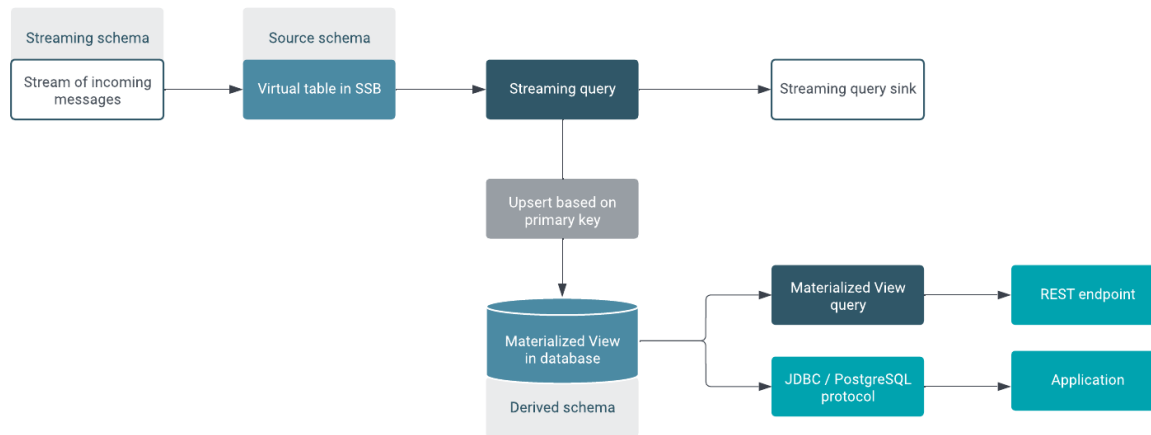 Streaming schema
Stream of incoming
messages
Source schema
Virtual table in SSB
Streaming query
Streaming query sink
Upsert based on
primary key
Materialized View
in database
Derived schema
Materialized View
query
REST endpoint
JDBC / PostgreSQL
protocol
Application